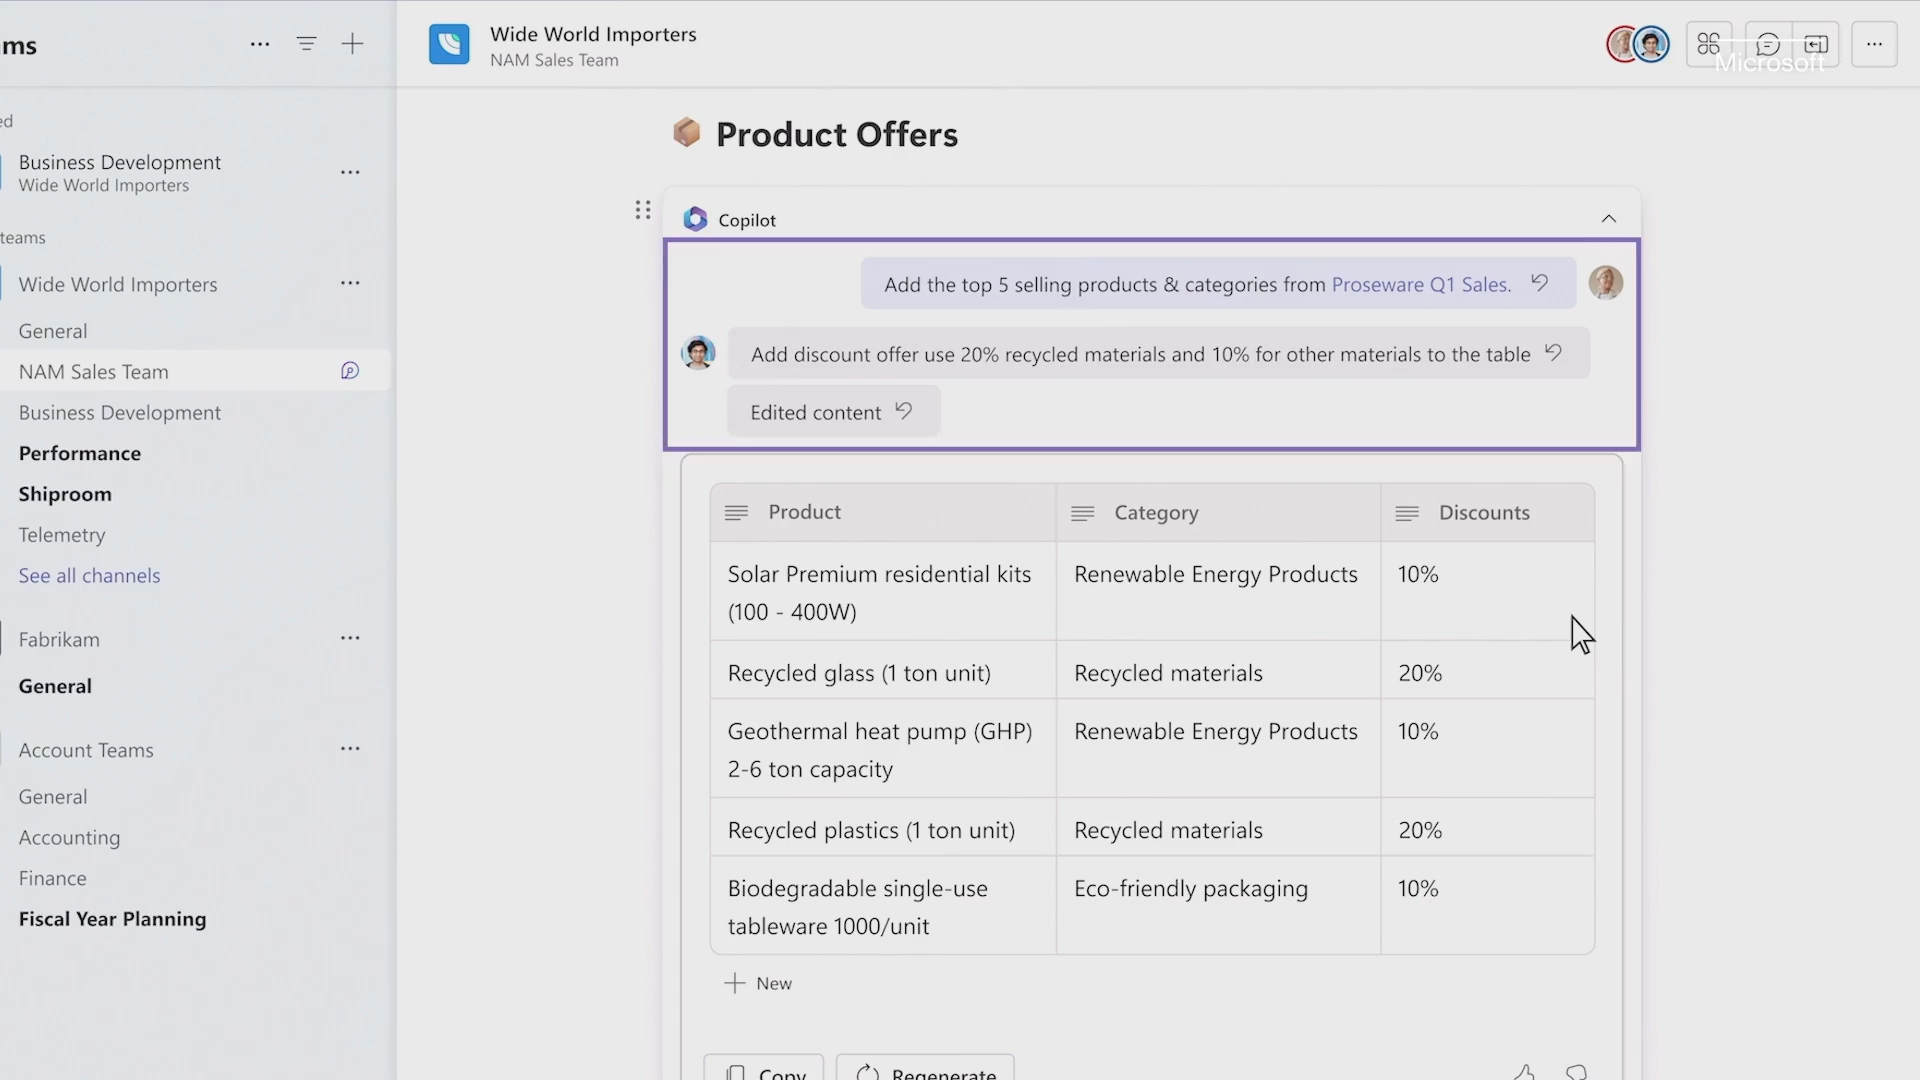 ms
Wide World Importers
NAM Sales Team
Microsoft
ed
Business Development
Wide World Importers
teams
Wide World Importers
General
NAM Sales Team
Business Development
Performance
Shiproom
Telemetry
See all channels
Fabrikam
General
Account Teams
General
Accounting
Finance
Fiscal Year Planning
Product Offers
Copilot
Add the top 5 selling products & categories from Proseware Q1 Sales.
Add discount offer use 20% recycled materials and 10% for other materials to the table
Edited content
Product Category Discounts
Solar Premium residential kits Renewable Energy Products 10%
(100 - 400W)
Recycled glass (1 ton unit) Recycled materials 20%
Geothermal heat pump (GHP) Renewable Energy Products 10%
2-6 ton capacity
Recycled plastics (1 ton unit) Recycled materials 20%
Biodegradable single-use Eco-friendly packaging 10%
tableware 1000/unit
New
Copy Regenerate